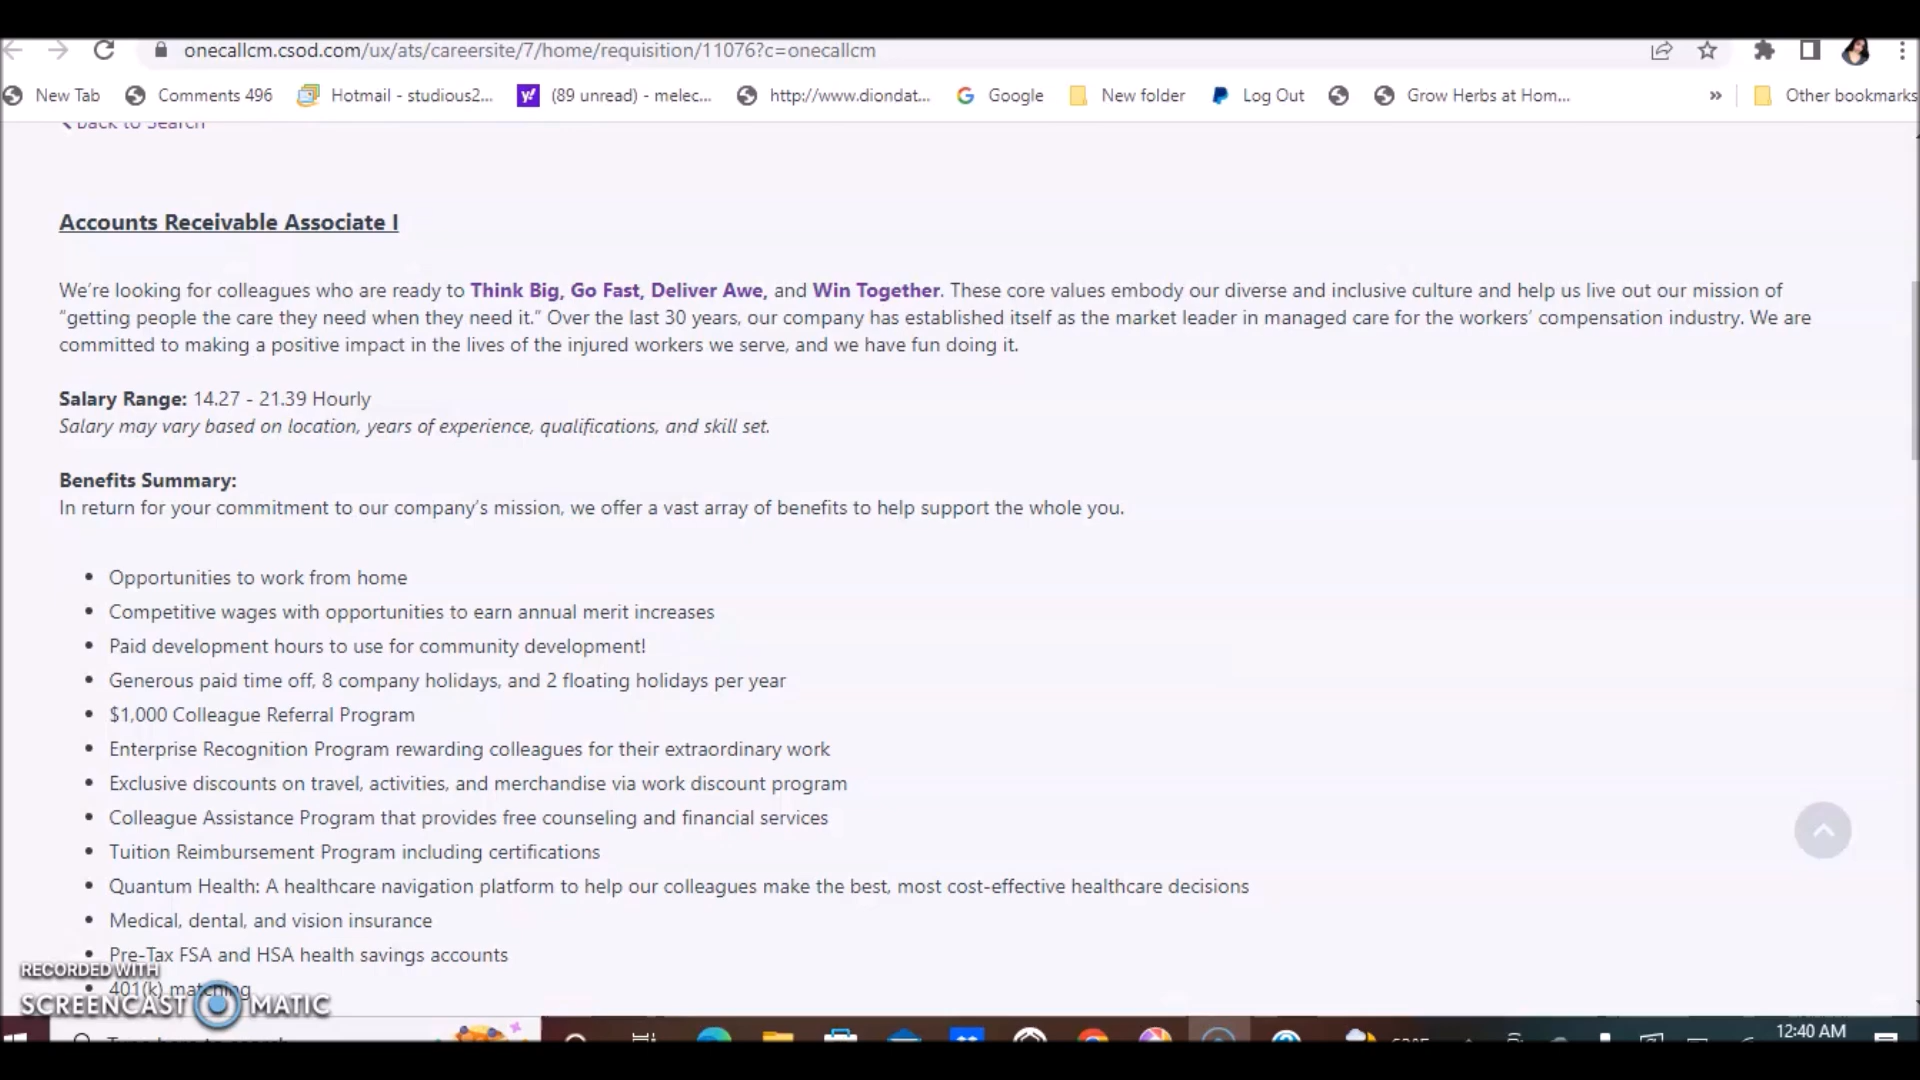 onecallcm.csod.com/ux/ats/careersite/7/home/requisition/11076?c=onecallcm
New Tab Comments 496 Hotmail - studious2... (89 unread) - melec... http://www.diondat... Google New folder Log Out Grow Herbs at Hom... » Other bookmarks
Back to Search
Accounts Receivable Associate I
We're looking for colleagues who are ready to Think Big, Go Fast, Deliver Awe, and Win Together. These core values embody our diverse and inclusive culture and help us live out our mission of
“getting people the care they need when they need it.” Over the last 30 years, our company has established itself as the market leader in managed care for the workers’ compensation industry. We are
committed to making a positive impact in the lives of the injured workers we serve, and we have fun doing it.
Salary Range: 14.27 - 21.39 Hourly
Salary may vary based on location, years of experience, qualifications, and skill set.
Benefits Summary:
In return for your commitment to our company’s mission, we offer a vast array of benefits to help support the whole you.
• Opportunities to work from home
• Competitive wages with opportunities to earn annual merit increases
• Paid development hours to use for community development!
• Generous paid time off, 8 company holidays, and 2 floating holidays per year
• $1,000 Colleague Referral Program
• Enterprise Recognition Program rewarding colleagues for their extraordinary work
• Exclusive discounts on travel, activities, and merchandise via work discount program
• Colleague Assistance Program that provides free counseling and financial services
• Tuition Reimbursement Program including certifications
• Quantum Health: A healthcare navigation platform to help our colleagues make the best, most cost-effective healthcare decisions
• Medical, dental, and vision insurance
• Pre-Tax FSA and HSA health savings accounts
• 401(k) matching
RECORDED WITH
SCREENCAST MATIC
Type here to search
12:40 AM